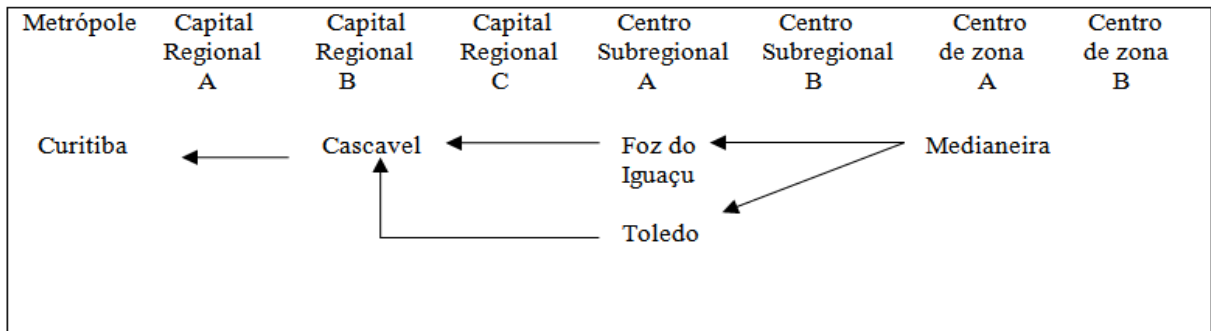 Metrópole Capital Capital Capital Centro Centro Centro Centro
Regional Regional Regional Subregional Subregional de zona de zona
A B C A B A B
Curitiba Cascavel Foz do Medianeira
Iguaçu
Toledo